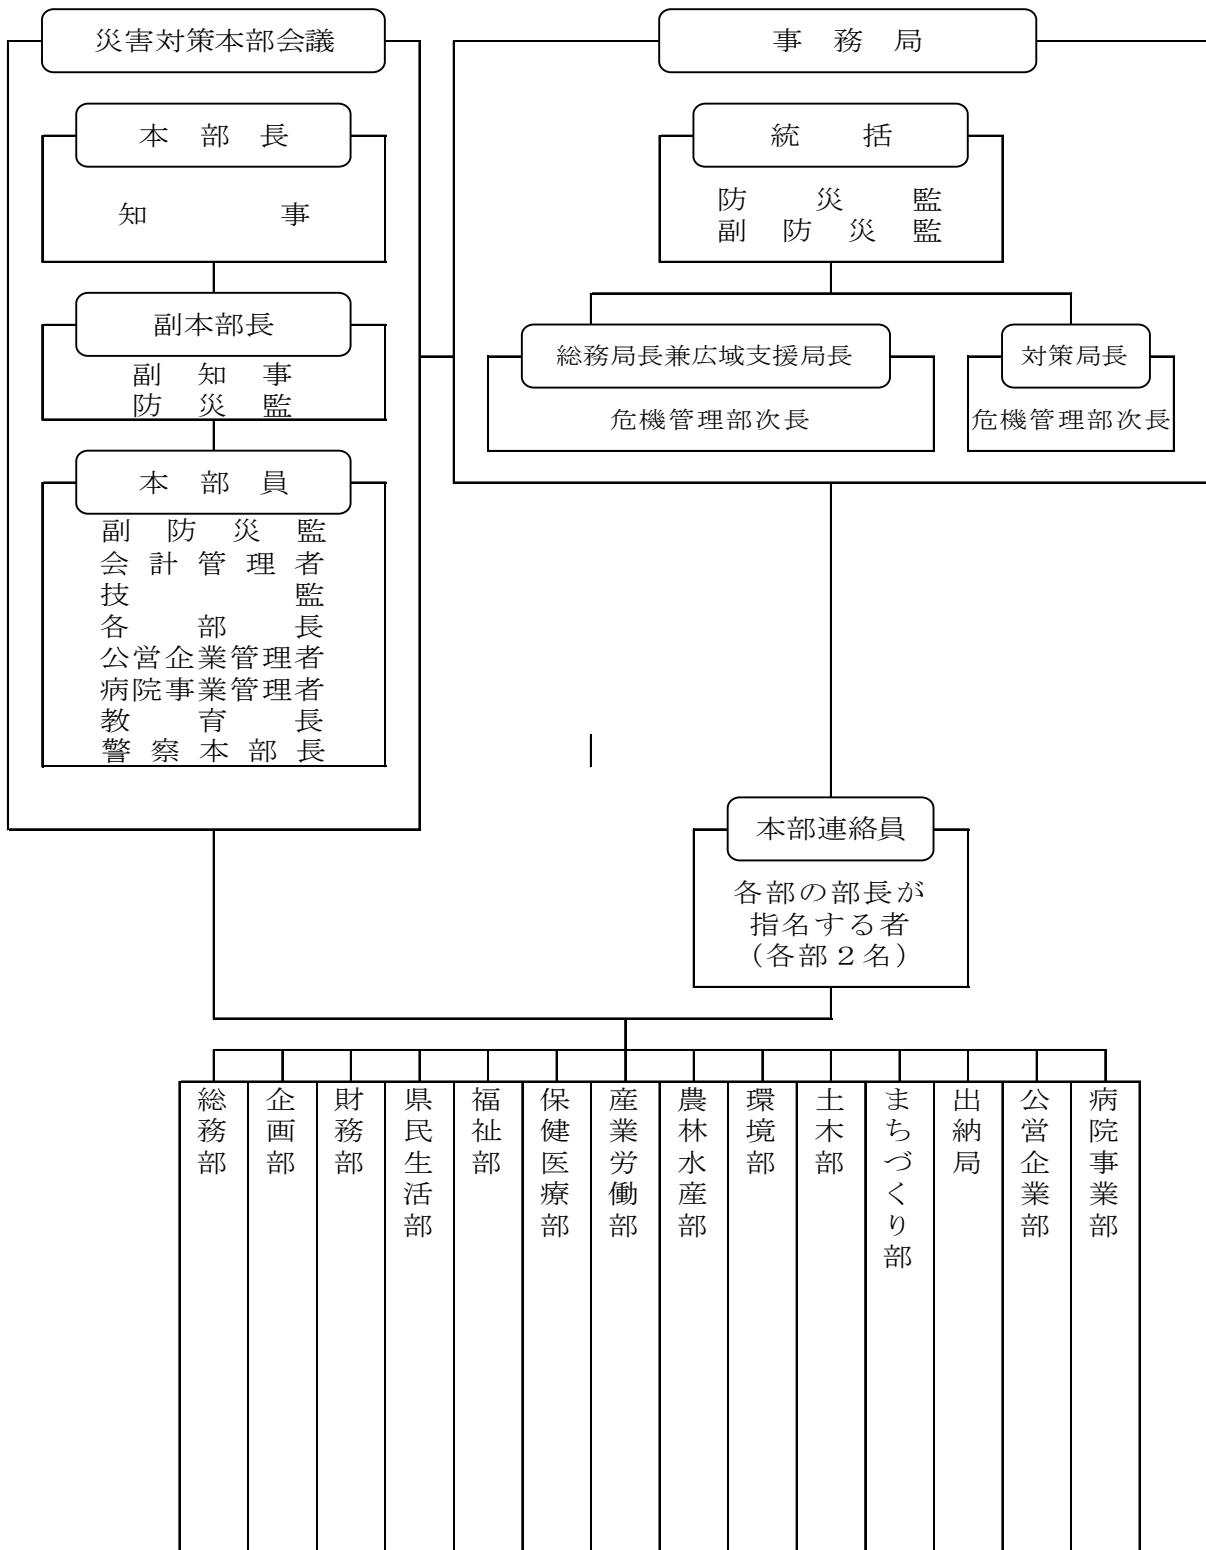 災害対策本部会議
本部長
知事
副本部長
副知事
防災監
本部員
副防災監
会計管理者
技監
各部長
公営企業管理者
病院事業管理者
教育長
警察本部長
事務局
統括
防災監
副防災監
総務局長兼広域支援局長
危機管理部次長
対策局長
危機管理部次長
本部連絡員
各部の部長が
指名する者
(各部2名)
総務部
企画部
財務部
県民生活部
福祉部
保健医療部
産業労働部
農林水産部
環境部
土木部
まちづくり部
出納局
公営企業部
病院事業部